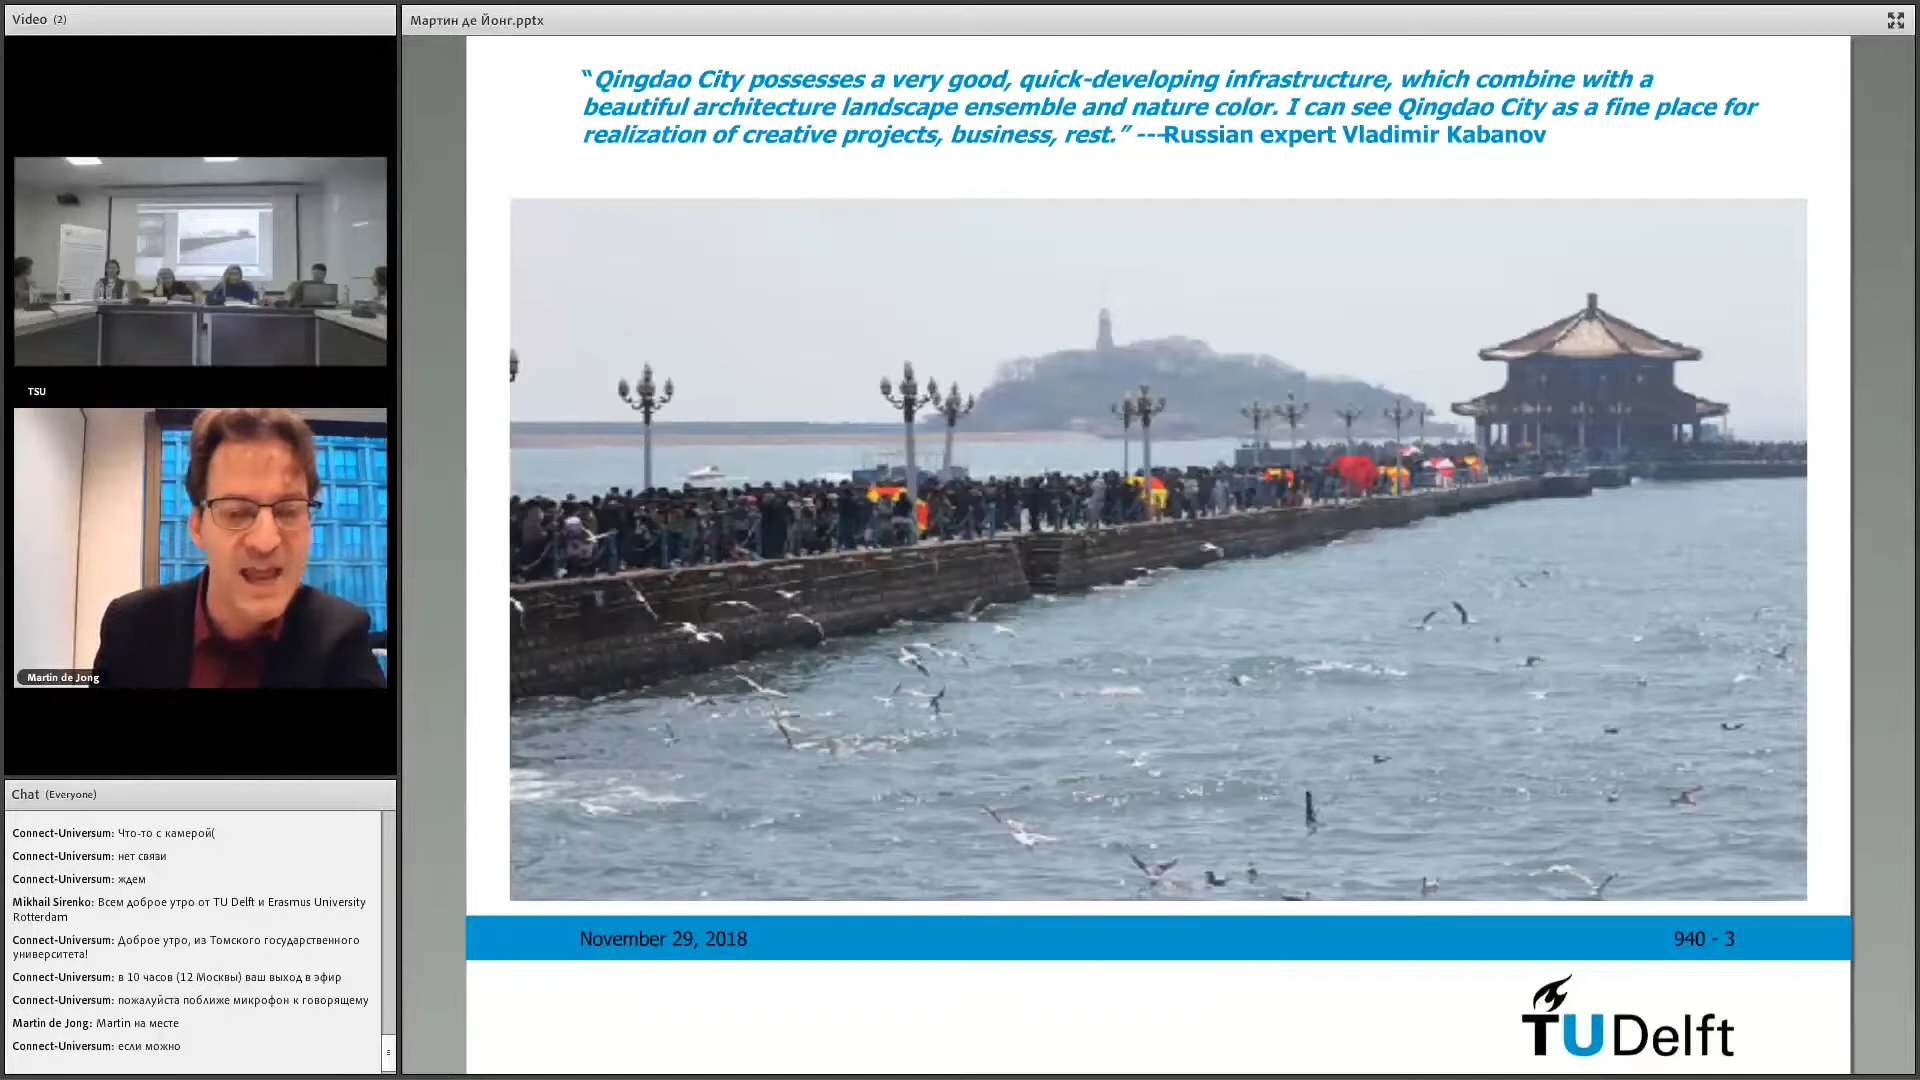 Video (2)
TSU
Martin de Jong
Chat (Everyone)
Connect-Universum: Что-то с камерой(
Connect-Universum: нет связи
Connect-Universum: ждем
Mikhail Sirenko: Всем доброе утро от TU Delft и Erasmus University
Rotterdam
Connect-Universum: Доброе утро, из Томского государственного
университета!
Connect-Universum: в 10 часов (12 Москвы) ваш выход в эфир
Connect-Universum: пожалуйста поближе микрофон к говорящему
Martin de Jong: Martin на месте
Connect-Universum: если можно
Мартин де Йонг.pptx
“Qingdao City possesses a very good, quick-developing infrastructure, which combine with a
beautiful architecture landscape ensemble and nature color. I can see Qingdao City as a fine place for
realization of creative projects, business, rest.” ---Russian expert Vladimir Kabanov
November 29, 2018
940 - 3
TUDelft